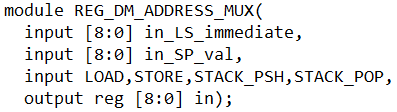 module REG_DM_ADDRESS_MUX(
input [8:0] in_LS_immediate,
input [8:0] in_SP_val,
input LOAD,STORE,STACK_PSH,STACK_POP,
output reg [8:0] in);